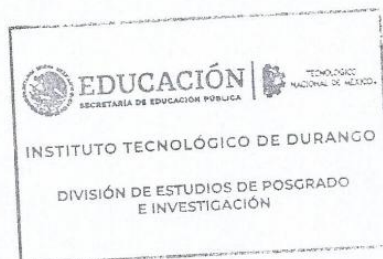 EDUCACIÓN
SECRETARÍA DE EDUCACIÓN PÚBLICA
TECNOLÓGICO
NACIONAL DE MÉXICO
INSTITUTO TECNOLÓGICO DE DURANGO
DIVISIÓN DE ESTUDIOS DE POSGRADO
E INVESTIGACIÓN